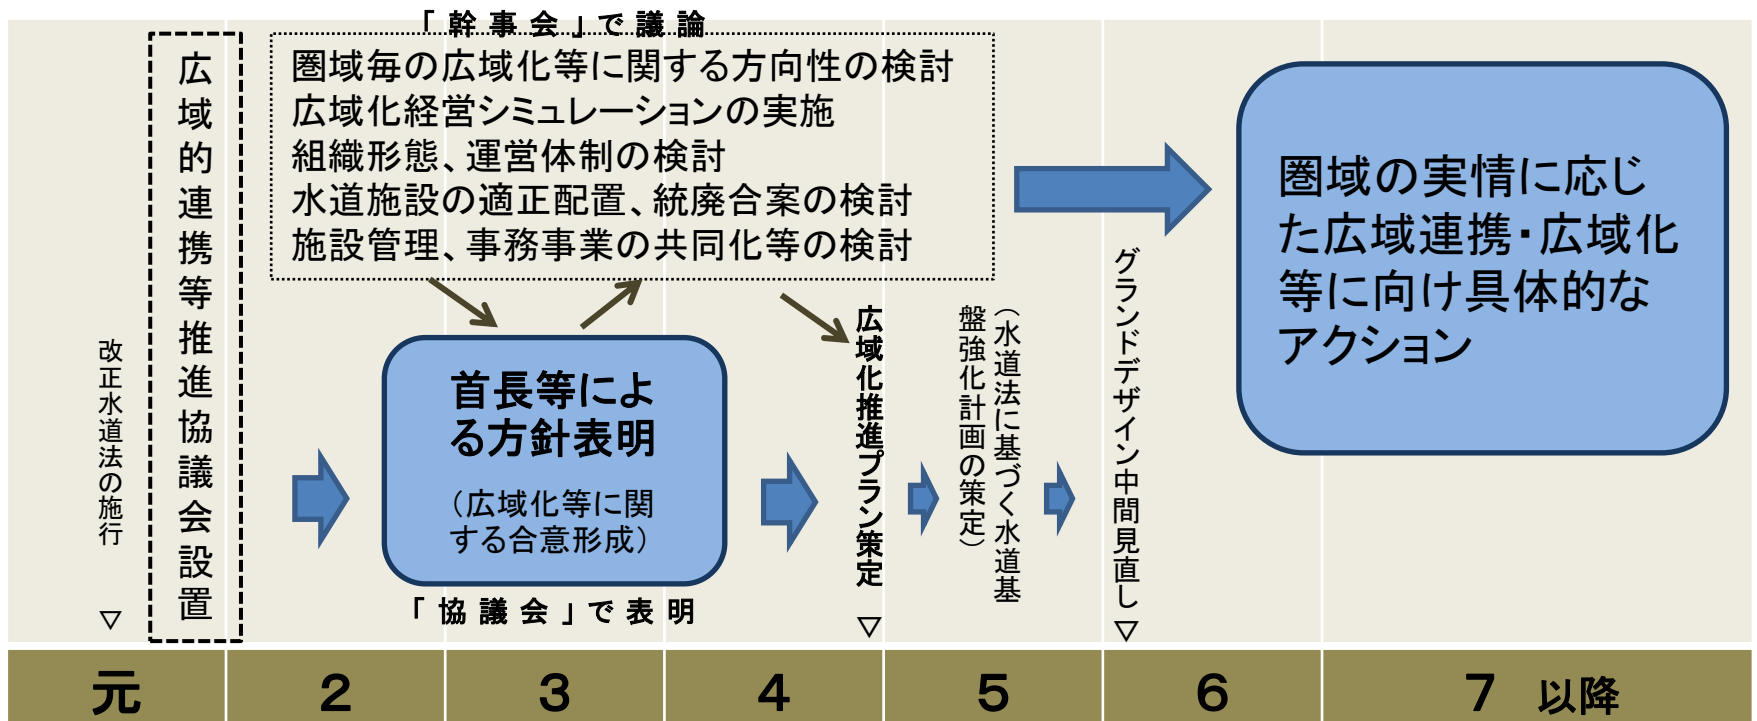 「幹事会」で議論
圏域毎の広域化等に関する方向性の検討
広域化経営シミュレーションの実施
組織形態、運営体制の検討
水道施設の適正配置、統廃合案の検討
施設管理、事務事業の共同化等の検討
改正水道法の施行 ▽
広域的連携等推進協議会設置
首長等によ
る方針表明
（広域化等に関
する合意形成）
「協議会」で表明
広域化推進プラン策定 ▽
（水道法に基づく水道基
盤強化計画の策定）
グランドデザイン中間見直し ▽
圏域の実情に応じ
た広域連携・広域化
等に向け具体的な
アクション
元 2 3 4 5 6 7 以降